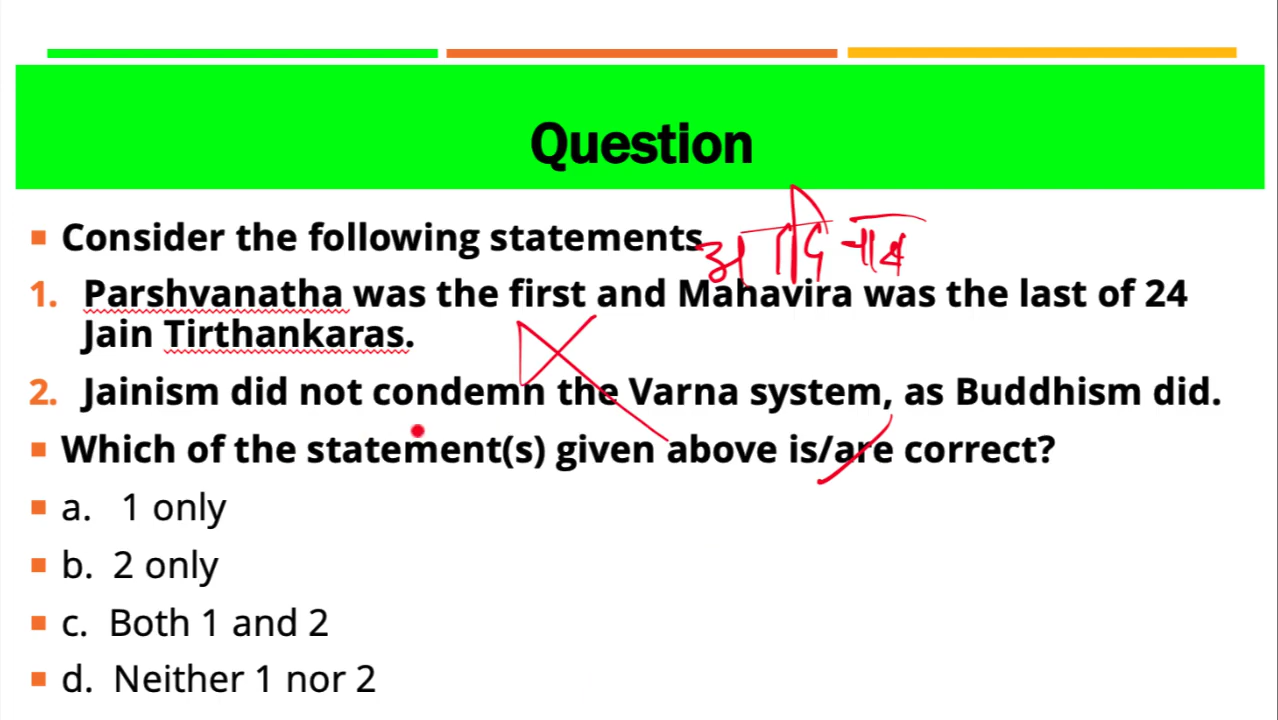 Question
Consider the following statements
1. Parshvanatha was the first and Mahavira was the last of 24
Jain Tirthankaras.
2. Jainism did not condemn the Varna system, as Buddhism did.
Which of the statement(s) given above is/are correct?
a. 1 only
b. 2 only
c. Both 1 and 2
d. Neither 1 nor 2